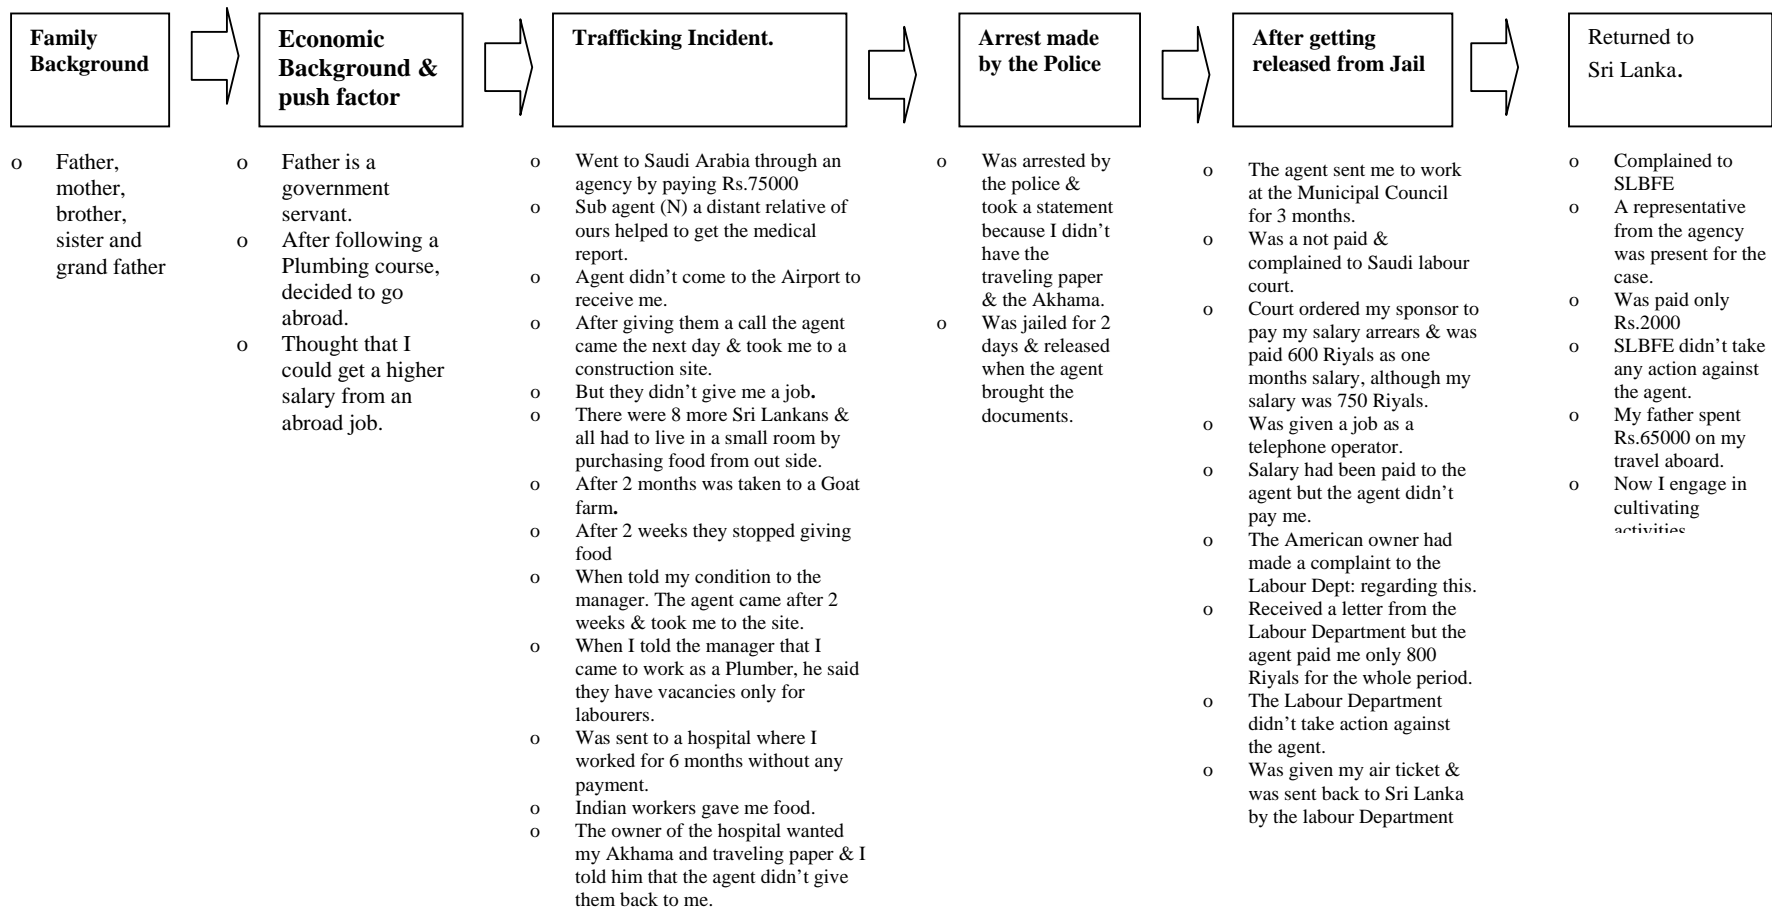 Family
Background
Economic
Background &
push factor
Trafficking Incident.
Arrest made
by the Police
After getting
released from Jail
Returned to
Sri Lanka.
o Father,
mother,
brother,
sister and
grand father
o Father is a
government
servant.
o After following a
Plumbing course,
decided to go
abroad.
o Thought that I
could get a higher
salary from an
abroad job.
o Went to Saudi Arabia through an
agency by paying Rs.75000
o Sub agent (N) a distant relative of
ours helped to get the medical
report.
o Agent didn’t come to the Airport to
receive me.
o After giving them a call the agent
came the next day & took me to a
construction site.
o But they didn’t give me a job.
o There were 8 more Sri Lankans &
all had to live in a small room by
purchasing food from out side.
o After 2 months was taken to a Goat
farm.
o After 2 weeks they stopped giving
food
o When told my condition to the
manager. The agent came after 2
weeks & took me to the site.
o When I told the manager that I
came to work as a Plumber, he said
they have vacancies only for
labourers.
o Was sent to a hospital where I
worked for 6 months without any
payment.
o Indian workers gave me food.
o The owner of the hospital wanted
my Akhama and traveling paper & I
told him that the agent didn’t give
them back to me.
o Was arrested by
the police &
took a statement
because I didn’t
have the
traveling paper
& the Akhama.
o Was jailed for 2
days & released
when the agent
brought the
documents.
o The agent sent me to work
at the Municipal Council
for 3 months.
o Was a not paid &
complained to Saudi labour
court.
o Court ordered my sponsor to
pay my salary arrears & was
paid 600 Riyals as one
months salary, although my
salary was 750 Riyals.
o Was given a job as a
telephone operator.
o Salary had been paid to the
agent but the agent didn’t
pay me.
o The American owner had
made a complaint to the
Labour Dept: regarding this.
o Received a letter from the
Labour Department but the
agent paid me only 800
Riyals for the whole period.
o The Labour Department
didn’t take action against
the agent.
o Was given my air ticket &
was sent back to Sri Lanka
by the labour Department
o Complained to
SLBFE
o A representative
from the agency
was present for the
case.
o Was paid only
Rs.2000
o SLBFE didn’t take
any action against
the agent.
o My father spent
Rs.65000 on my
travel aboard.
o Now I engage in
cultivating
activities